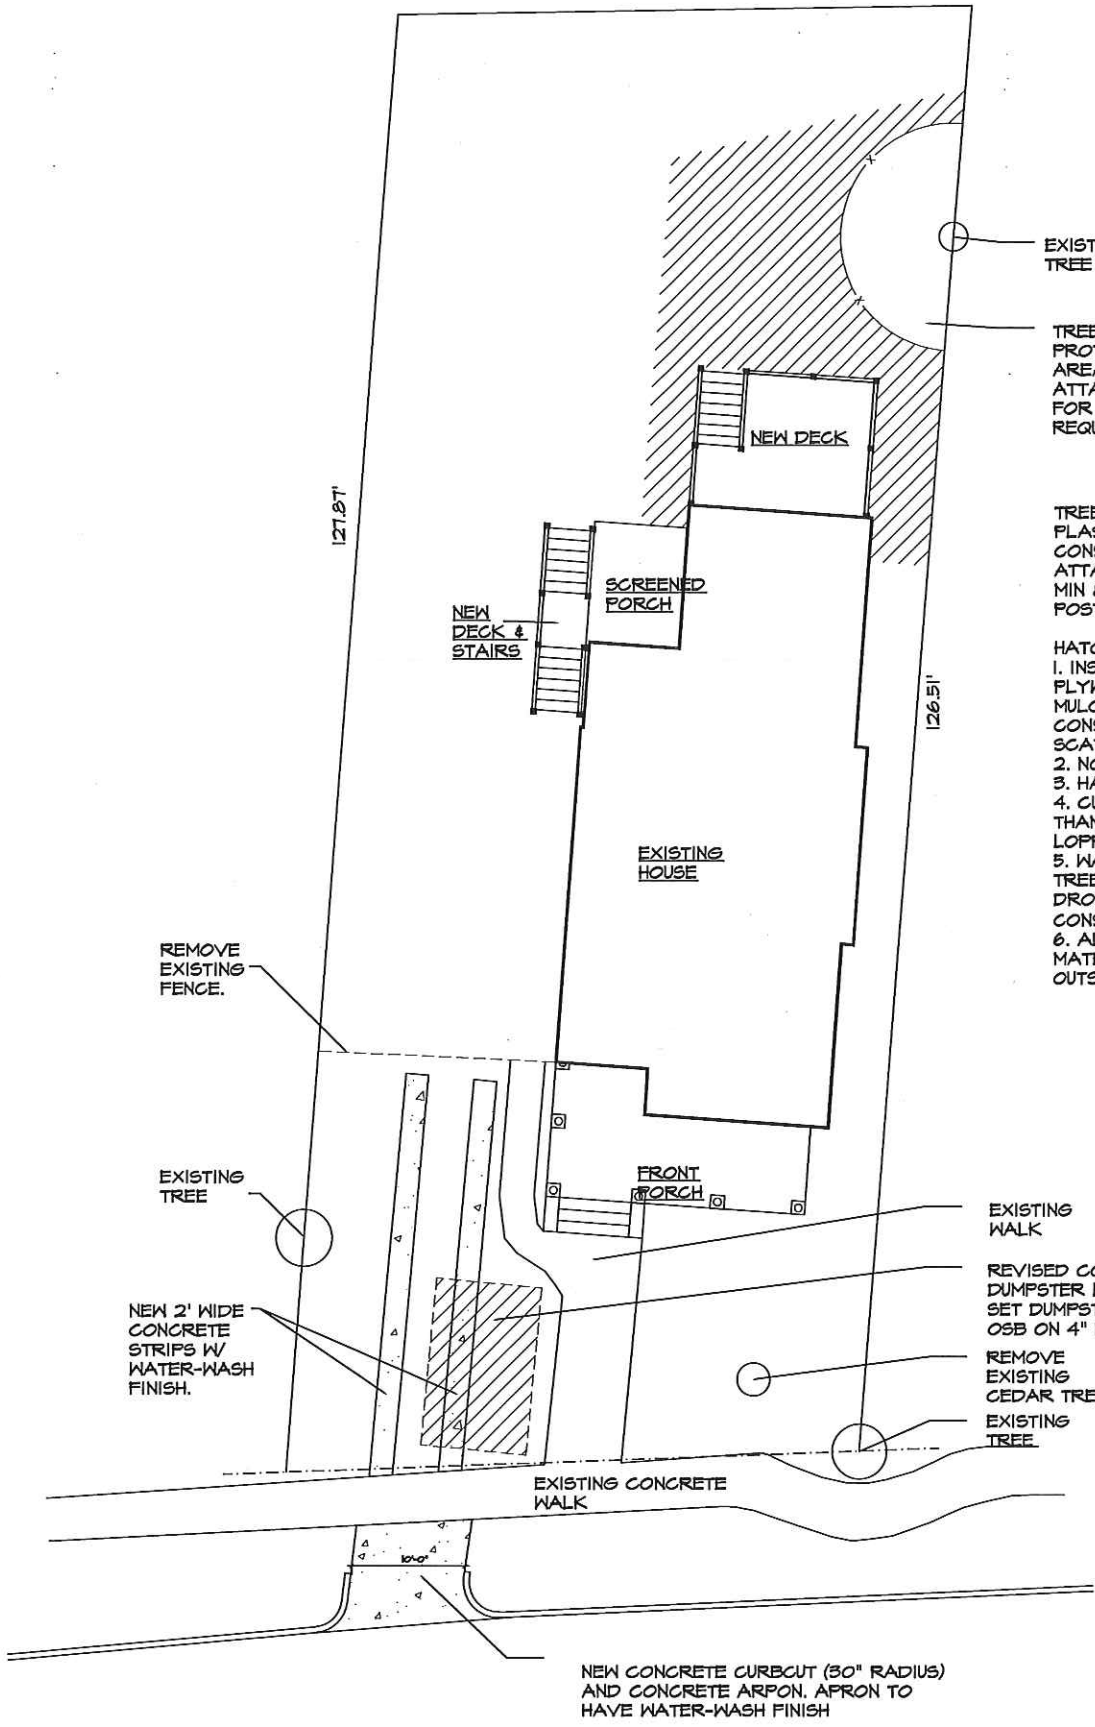 EXIST
TREE
TREE
PROT
AREA
ATTA
FOR
REQU
NEW DECK
127.87'
TREE
PLAS
CONS
ATTA
MIN
POST
SCREENED
PORCH
NEW
DECK &
STAIRS
HATC
1. INS
PLYW
MULC
CONS
SCAT
2. NO
3. HA
4. CU
THAN
LOPP
5. WA
TREE
DRO
CONS
6. AL
MATE
OUTS
126.51'
EXISTING
HOUSE
REMOVE
EXISTING
FENCE.
EXISTING
TREE
FRONT
PORCH
EXISTING
WALK
REVISED CO
DUMPSTER
SET DUMPST
OSB ON 4"
NEW 2' WIDE
CONCRETE
STRIPS W/
WATER-WASH
FINISH.
REMOVE
EXISTING
CEDAR TREE
EXISTING
TREE
EXISTING CONCRETE
WALK
10'-0"
NEW CONCRETE CURBCUT (30" RADIUS)
AND CONCRETE ARPON. APRON TO
HAVE WATER-WASH FINISH